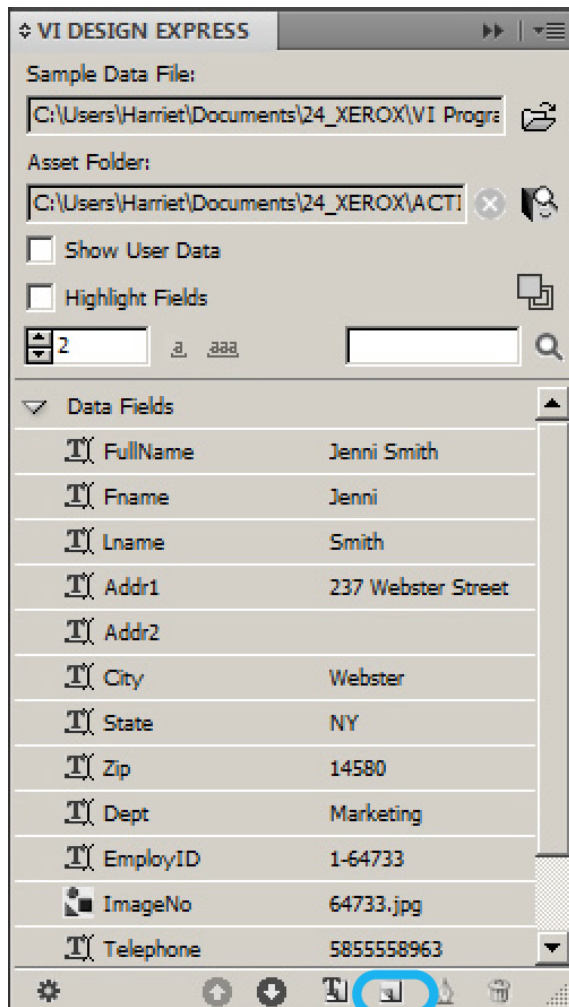 VI DESIGN EXPRESS
Sample Data File:
C:\Users\Harriet\Documents\24_XEROX\VI Progra
Asset Folder:
C:\Users\Harriet\Documents\24_XEROX\ACTI
Show User Data
Highlight Fields
2 a aaa
Data Fields
FullName Jenni Smith
Fname Jenni
Lname Smith
Addr1 237 Webster Street
Addr2
City Webster
State NY
Zip 14580
Dept Marketing
EmployID 1-64733
ImageNo 64733.jpg
Telephone 5855558963